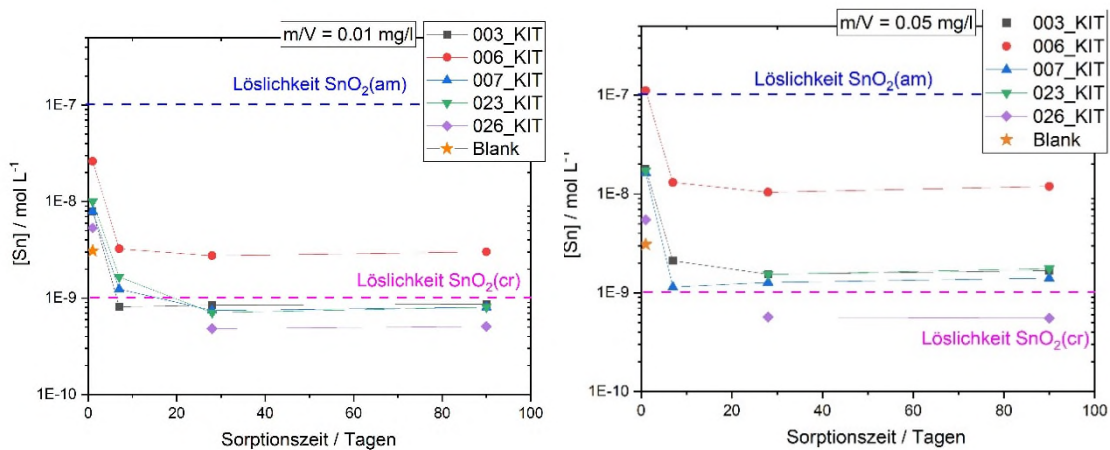 m/V = 0.01 mg/l
003_KIT
006_KIT
007_KIT
023_KIT
026_KIT
Blank
Löslichkeit SnO2(am)
Löslichkeit SnO2(cr)
[Sn] / mol L⁻¹
1E-7
1E-8
1E-9
1E-10
0 20 40 60 80 100
Sorptionszeit / Tagen
m/V = 0.05 mg/l
003_KIT
006_KIT
007_KIT
023_KIT
026_KIT
Blank
Löslichkeit SnO2(am)
Löslichkeit SnO2(cr)
[Sn] / mol L⁻¹
1E-7
1E-8
1E-9
1E-10
0 20 40 60 80 100
Sorptionszeit / Tagen